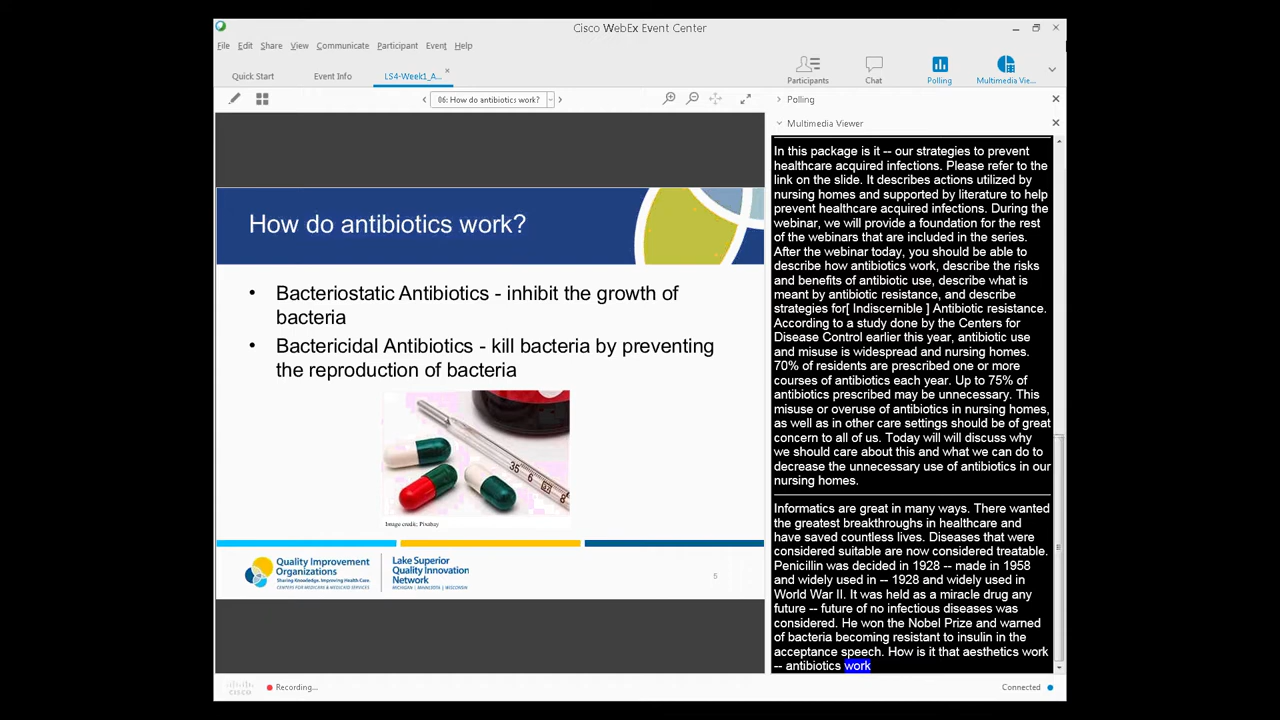 Cisco WebEx Event Center
File Edit Share View Communicate Participant Event Help
Quick Start Event Info LS4-Week1_A...
Participants Chat Polling Multimedia Vie...
06: How do antibiotics work?
Polling
Multimedia Viewer
How do antibiotics work?
• Bacteriostatic Antibiotics - inhibit the growth of
bacteria
• Bactericidal Antibiotics - kill bacteria by preventing
the reproduction of bacteria
35 6
Image credit; Pixabay
Quality Improvement
Organizations
Sharing Knowledge. Improving Health Care.
CENTERS FOR MEDICARE & MEDICAID SERVICES
Lake Superior
Quality Innovation
Network
MICHIGAN | MINNESOTA | WISCONSIN
5
In this package is it -- our strategies to prevent
healthcare acquired infections. Please refer to the
link on the slide. It describes actions utilized by
nursing homes and supported by literature to help
prevent healthcare acquired infections. During the
webinar, we will provide a foundation for the rest
of the webinars that are included in the series.
After the webinar today, you should be able to
describe how antibiotics work, describe the risks
and benefits of antibiotic use, describe what is
meant by antibiotic resistance, and describe
strategies for[ Indiscernible ] Antibiotic resistance.
According to a study done by the Centers for
Disease Control earlier this year, antibiotic use
and misuse is widespread and nursing homes.
70% of residents are prescribed one or more
courses of antibiotics each year. Up to 75% of
antibiotics prescribed may be unnecessary. This
misuse or overuse of antibiotics in nursing homes,
as well as in other care settings should be of great
concern to all of us. Today will will discuss why
we should care about this and what we can do to
decrease the unnecessary use of antibiotics in our
nursing homes.
Informatics are great in many ways. There wanted
the greatest breakthroughs in healthcare and
have saved countless lives. Diseases that were
considered suitable are now considered treatable.
Penicillin was decided in 1928 -- made in 1958
and widely used in -- 1928 and widely used in
World War II. It was held as a miracle drug any
future -- future of no infectious diseases was
considered. He won the Nobel Prize and warned
of bacteria becoming resistant to insulin in the
acceptance speech. How is it that aesthetics work
-- antibiotics work
cisco
Recording...
Connected